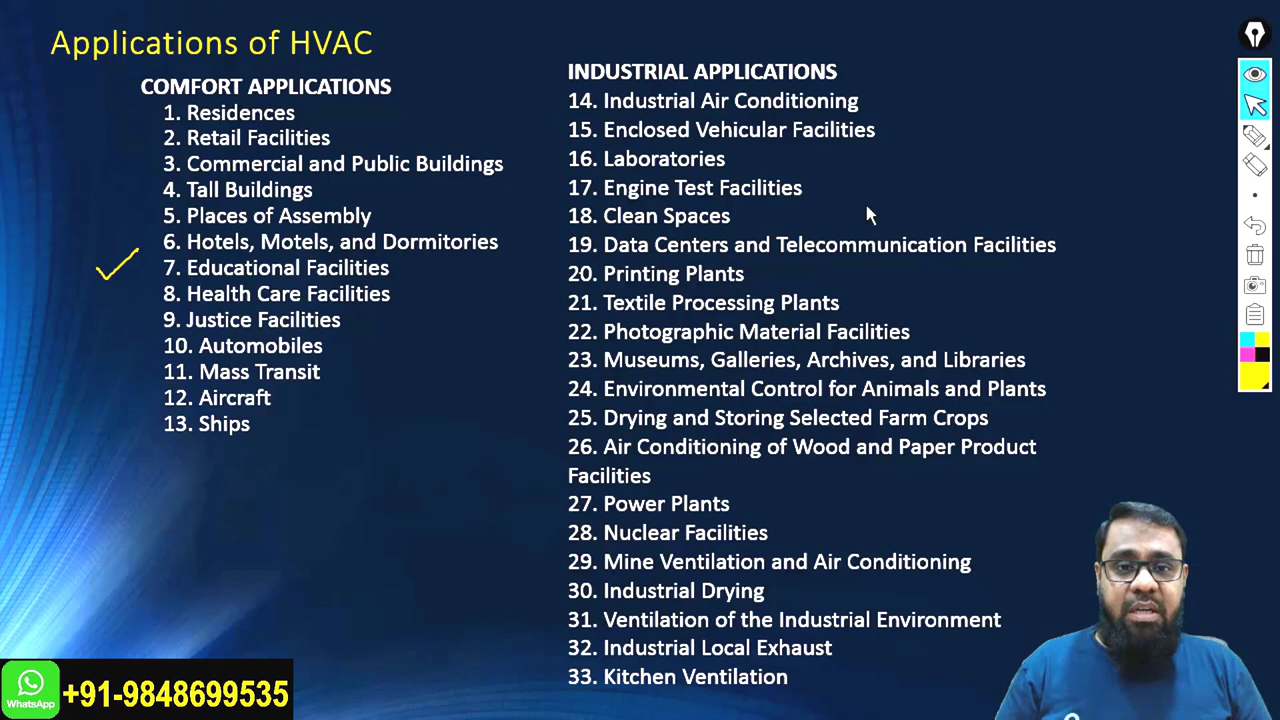 Applications of HVAC
COMFORT APPLICATIONS
1. Residences
2. Retail Facilities
3. Commercial and Public Buildings
4. Tall Buildings
5. Places of Assembly
6. Hotels, Motels, and Dormitories
7. Educational Facilities
8. Health Care Facilities
9. Justice Facilities
10. Automobiles
11. Mass Transit
12. Aircraft
13. Ships
INDUSTRIAL APPLICATIONS
14. Industrial Air Conditioning
15. Enclosed Vehicular Facilities
16. Laboratories
17. Engine Test Facilities
18. Clean Spaces
19. Data Centers and Telecommunication Facilities
20. Printing Plants
21. Textile Processing Plants
22. Photographic Material Facilities
23. Museums, Galleries, Archives, and Libraries
24. Environmental Control for Animals and Plants
25. Drying and Storing Selected Farm Crops
26. Air Conditioning of Wood and Paper Product
Facilities
27. Power Plants
28. Nuclear Facilities
29. Mine Ventilation and Air Conditioning
30. Industrial Drying
31. Ventilation of the Industrial Environment
32. Industrial Local Exhaust
33. Kitchen Ventilation
WhatsApp
+91-9848699535